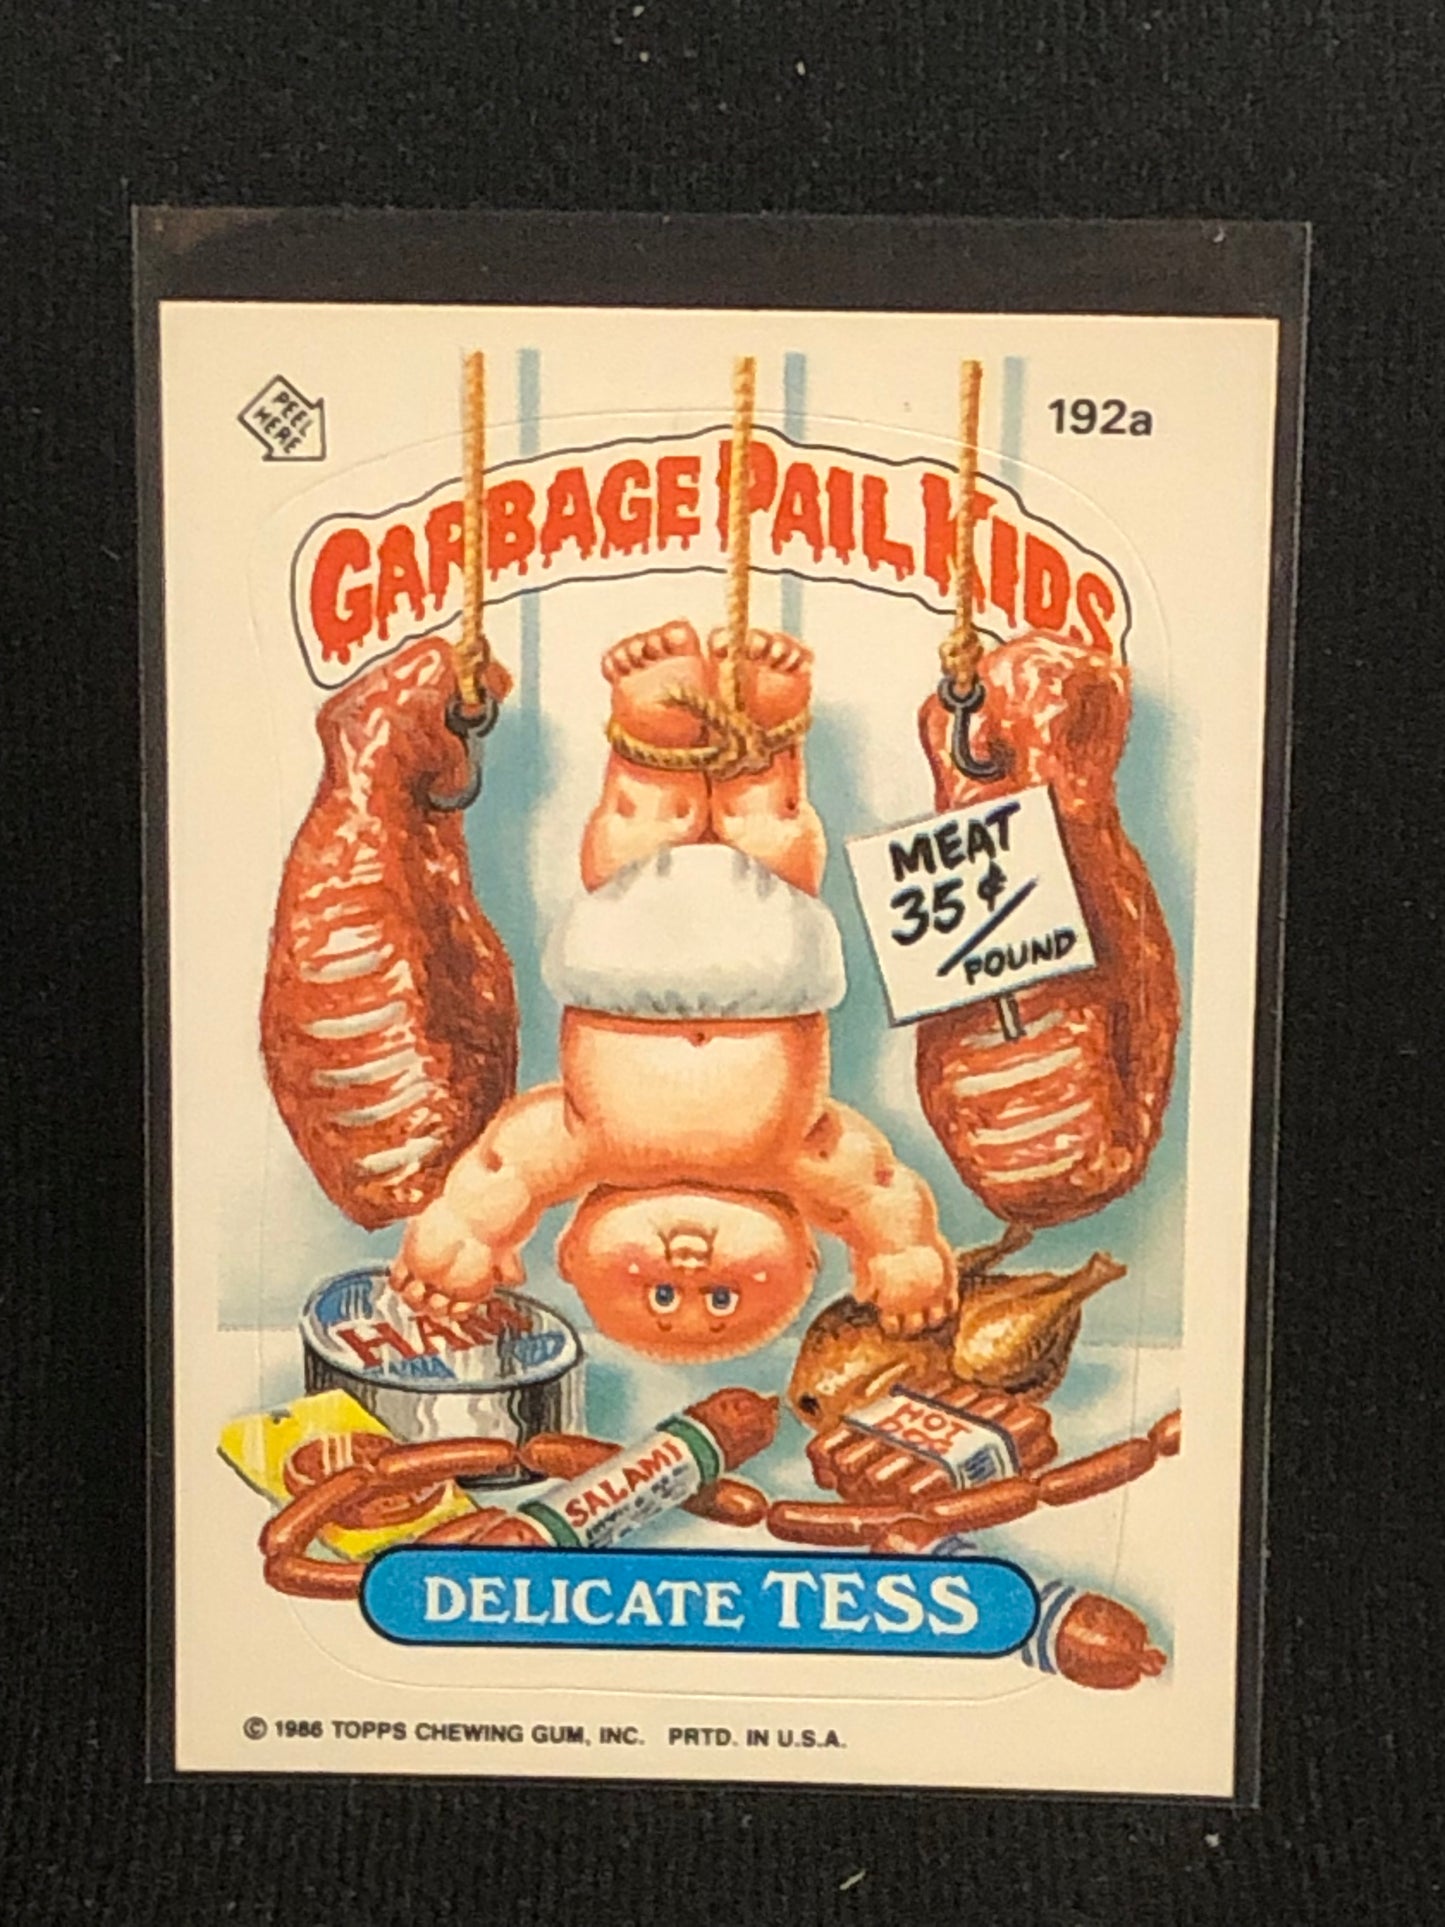 PEEL
HERE
192a
GARBAGE PAIL KIDS
MEAT
35¢/
POUND
HAM
HOT
DOG
SALAMI
DELICATE TESS
© 1986 TOPPS CHEWING GUM, INC. PRTD. IN U.S.A.